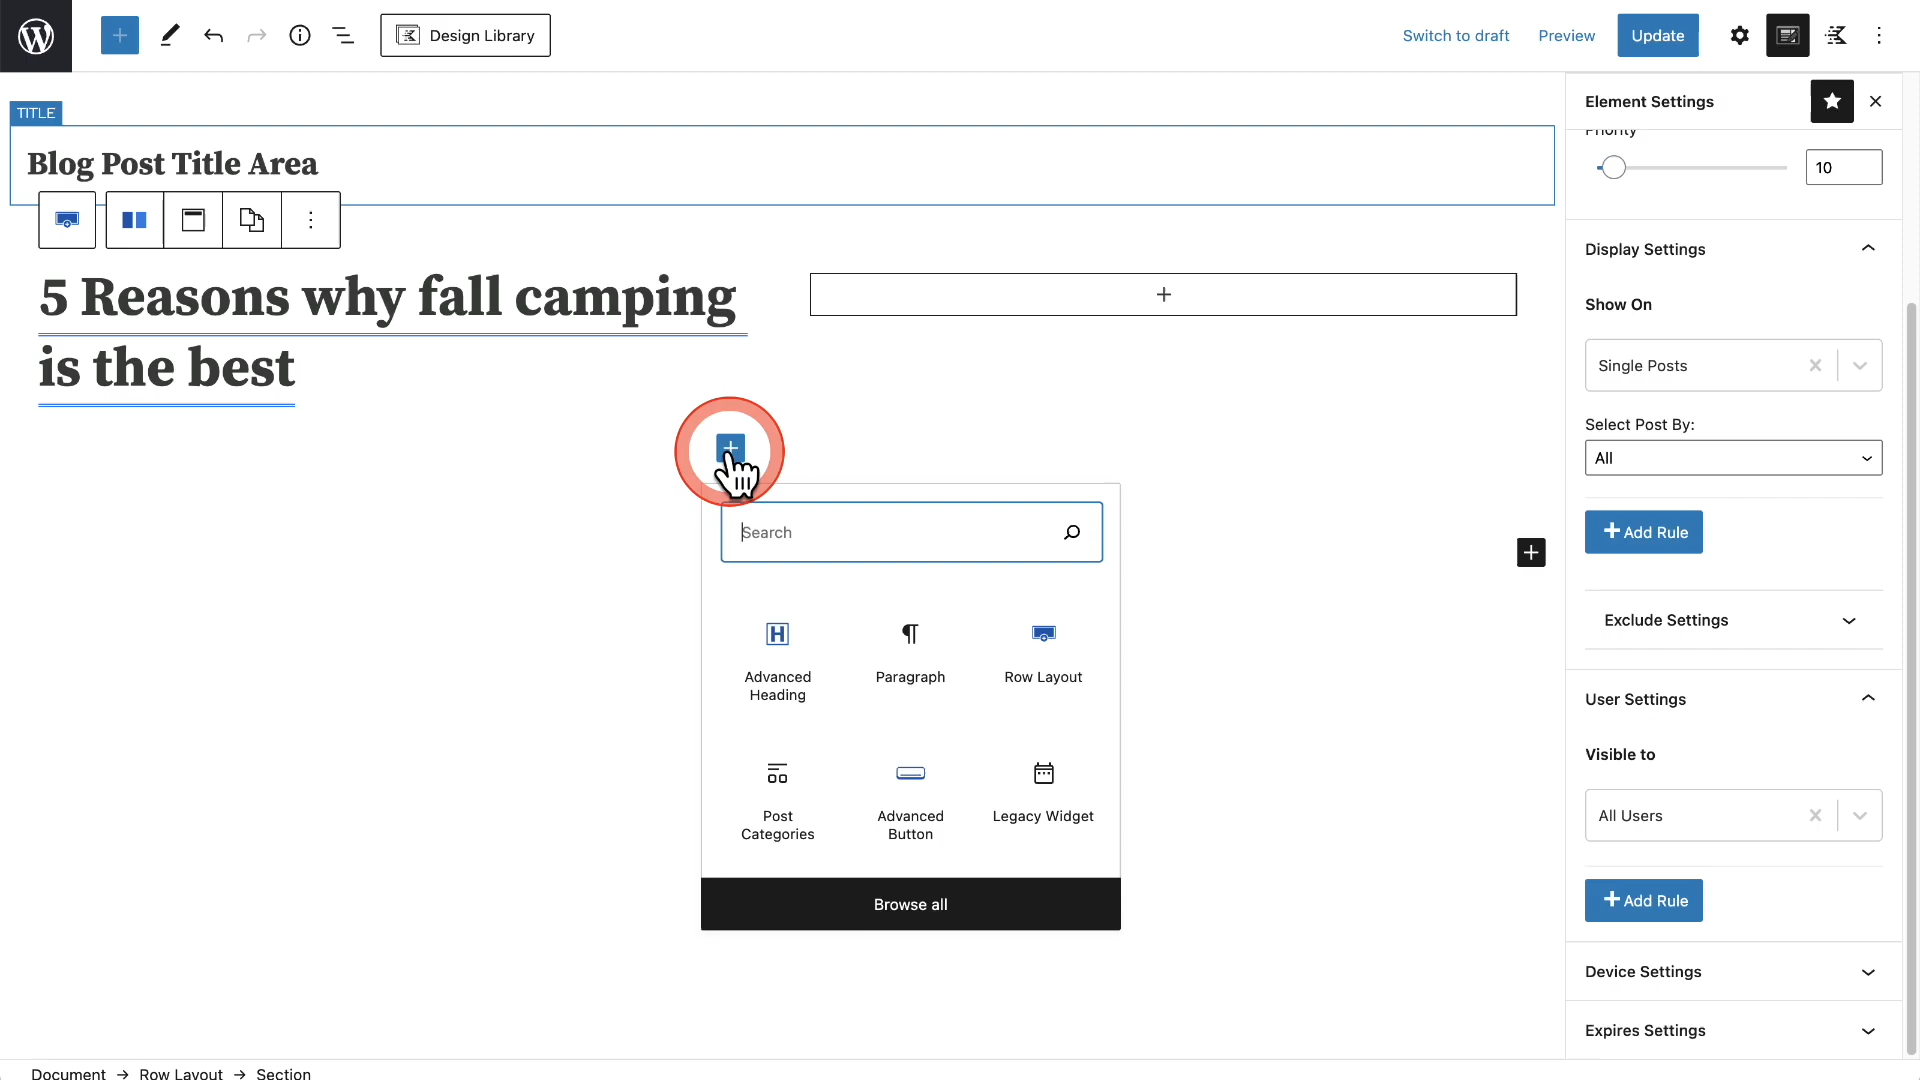 Design Library
Switch to draft
Preview
Update
TITLE
Blog Post Title Area
5 Reasons why fall camping
is the best
Search
Advanced
Heading
Paragraph
Row Layout
Post
Categories
Advanced
Button
Legacy Widget
Browse all
Element Settings
Priority
10
Display Settings
Show On
Single Posts
Select Post By:
All
Add Rule
Exclude Settings
User Settings
Visible to
All Users
Add Rule
Device Settings
Expires Settings
Document → Row Layout → Section